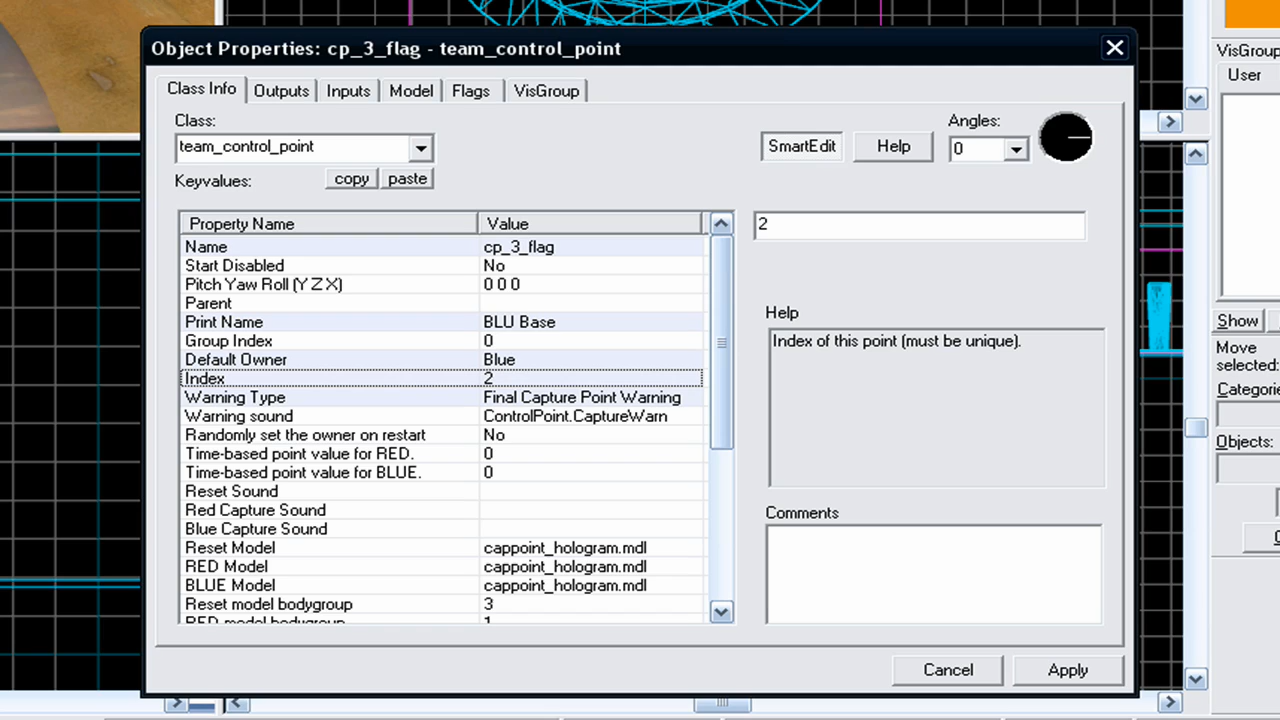 Object Properties: cp_3_flag - team_control_point
VisGroup
User
Class Info Outputs Inputs Model Flags VisGroup
Class:
team_control_point
SmartEdit
Help
Angles:
0
Keyvalues:
copy
paste
Property Name Value
2
Name cp_3_flag
Start Disabled No
Pitch Yaw Roll (Y Z X) 0 0 0
Parent
Print Name BLU Base
Group Index 0
Default Owner Blue
Index 2
Warning Type Final Capture Point Warning
Warning sound ControlPoint.CaptureWarn
Randomly set the owner on restart No
Time-based point value for RED. 0
Time-based point value for BLUE. 0
Reset Sound
Red Capture Sound
Blue Capture Sound
Reset Model cappoint_hologram.mdl
RED Model cappoint_hologram.mdl
BLUE Model cappoint_hologram.mdl
Reset model bodygroup 3
RED model bodygroup 1
Help
Index of this point (must be unique).
Comments
Cancel
Apply
Show
Move
selected:
Categorie
Objects: